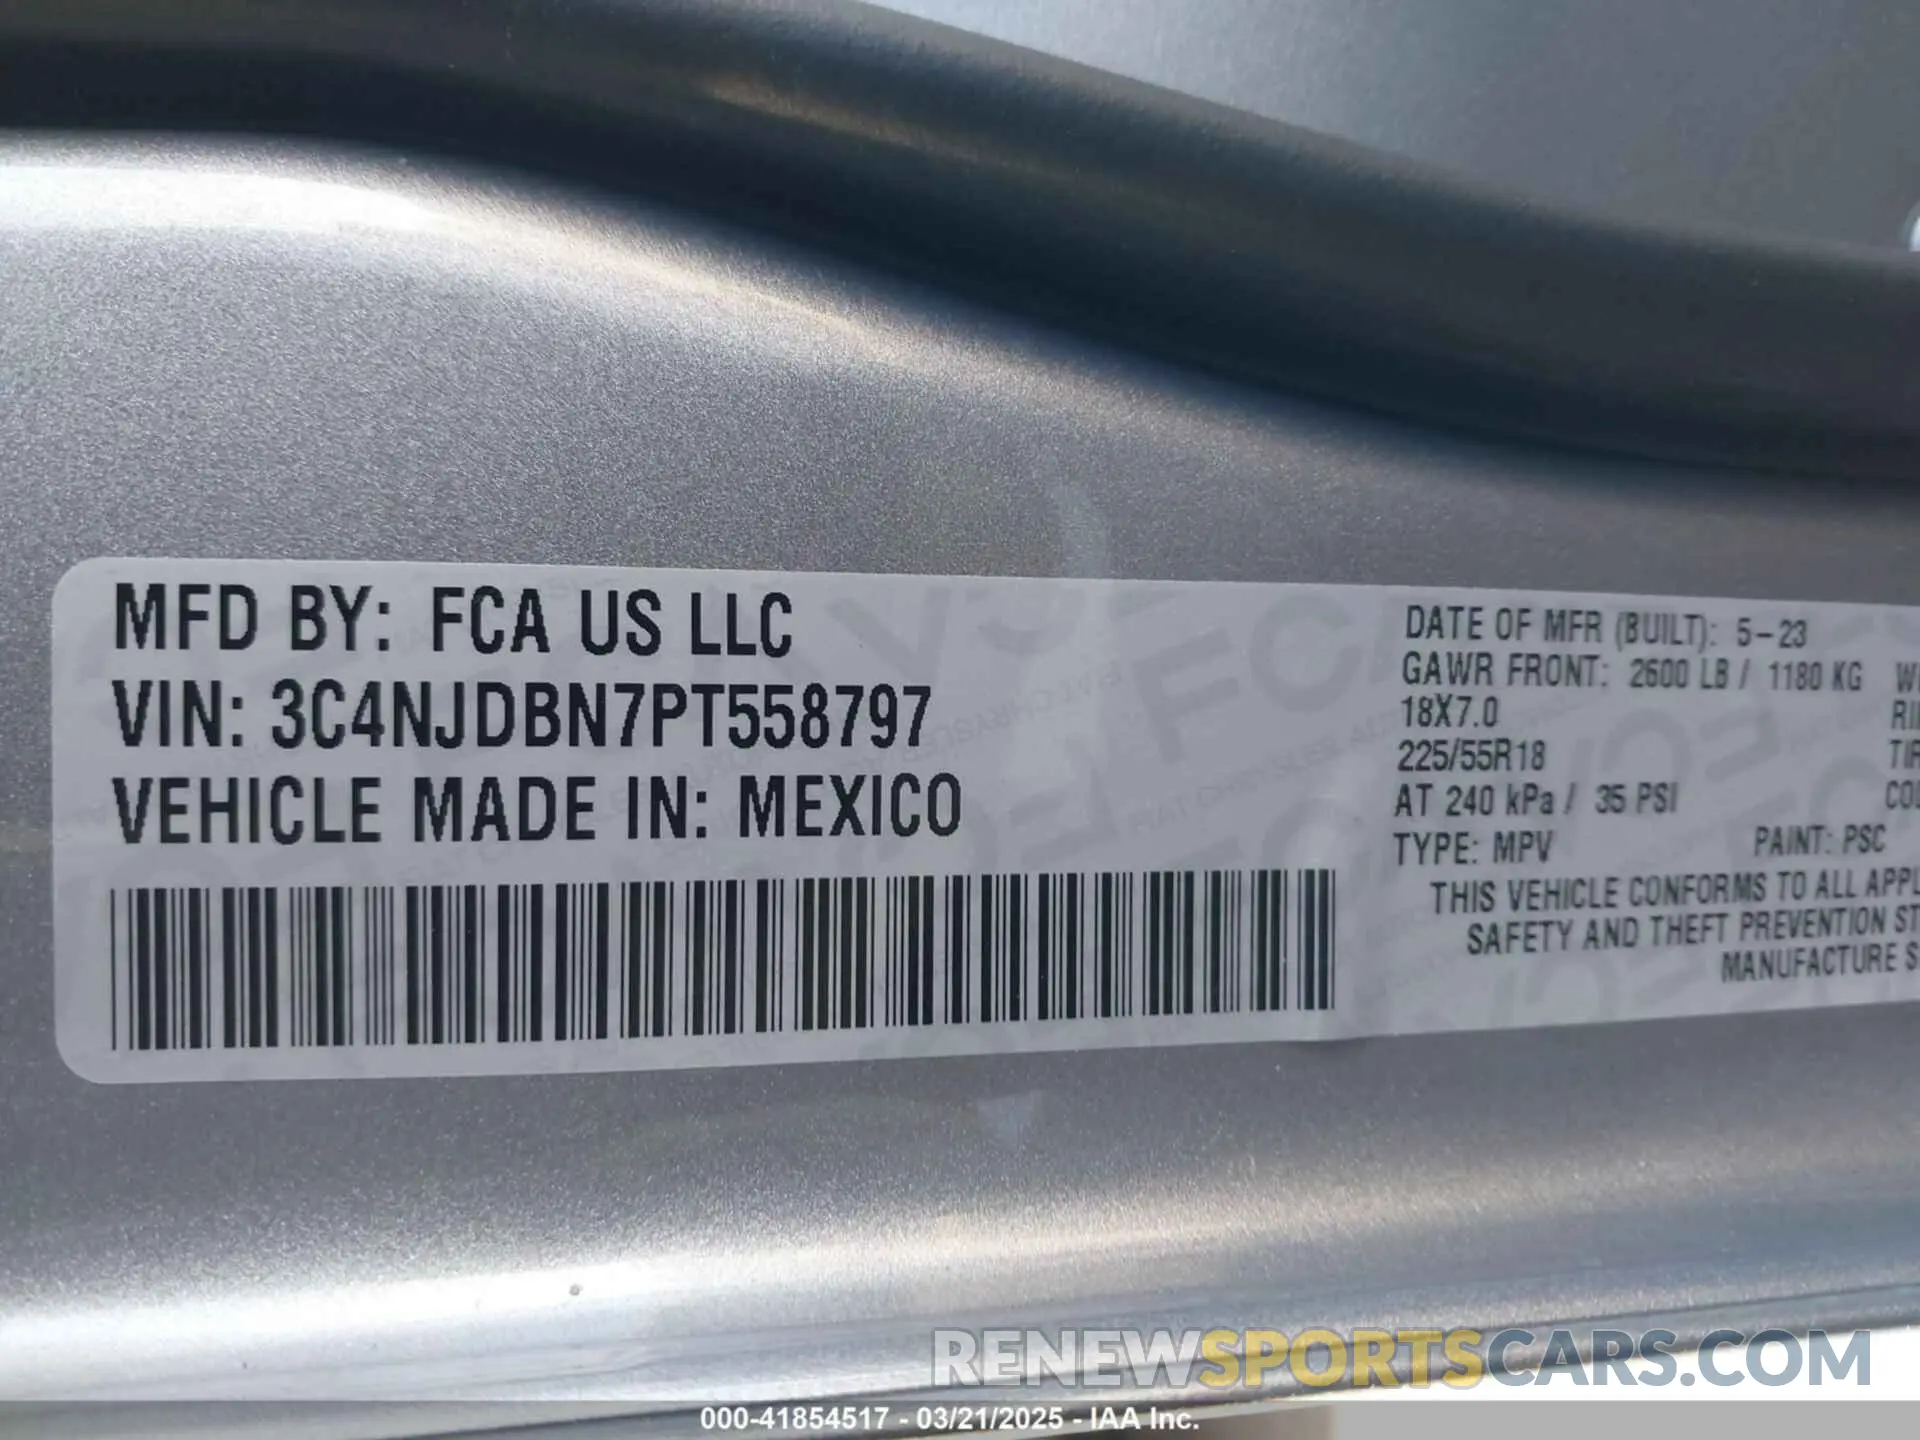 MFD BY: FCA US LLC
VIN: 3C4NJDBN7PT558797
VEHICLE MADE IN: MEXICO
DATE OF MFR (BUILT): 5-23
GAWR FRONT: 2600 LB / 1180 KG
18X7.0
225/55R18
AT 240 kPa / 35 PSI
TYPE: MPV PAINT: PSC
THIS VEHICLE CONFORMS TO ALL APPL
SAFETY AND THEFT PREVENTION ST
MANUFACTURE S
RENEWSPORTSCARS.COM
000-41854517 - 03/21/2025 - IAA Inc.